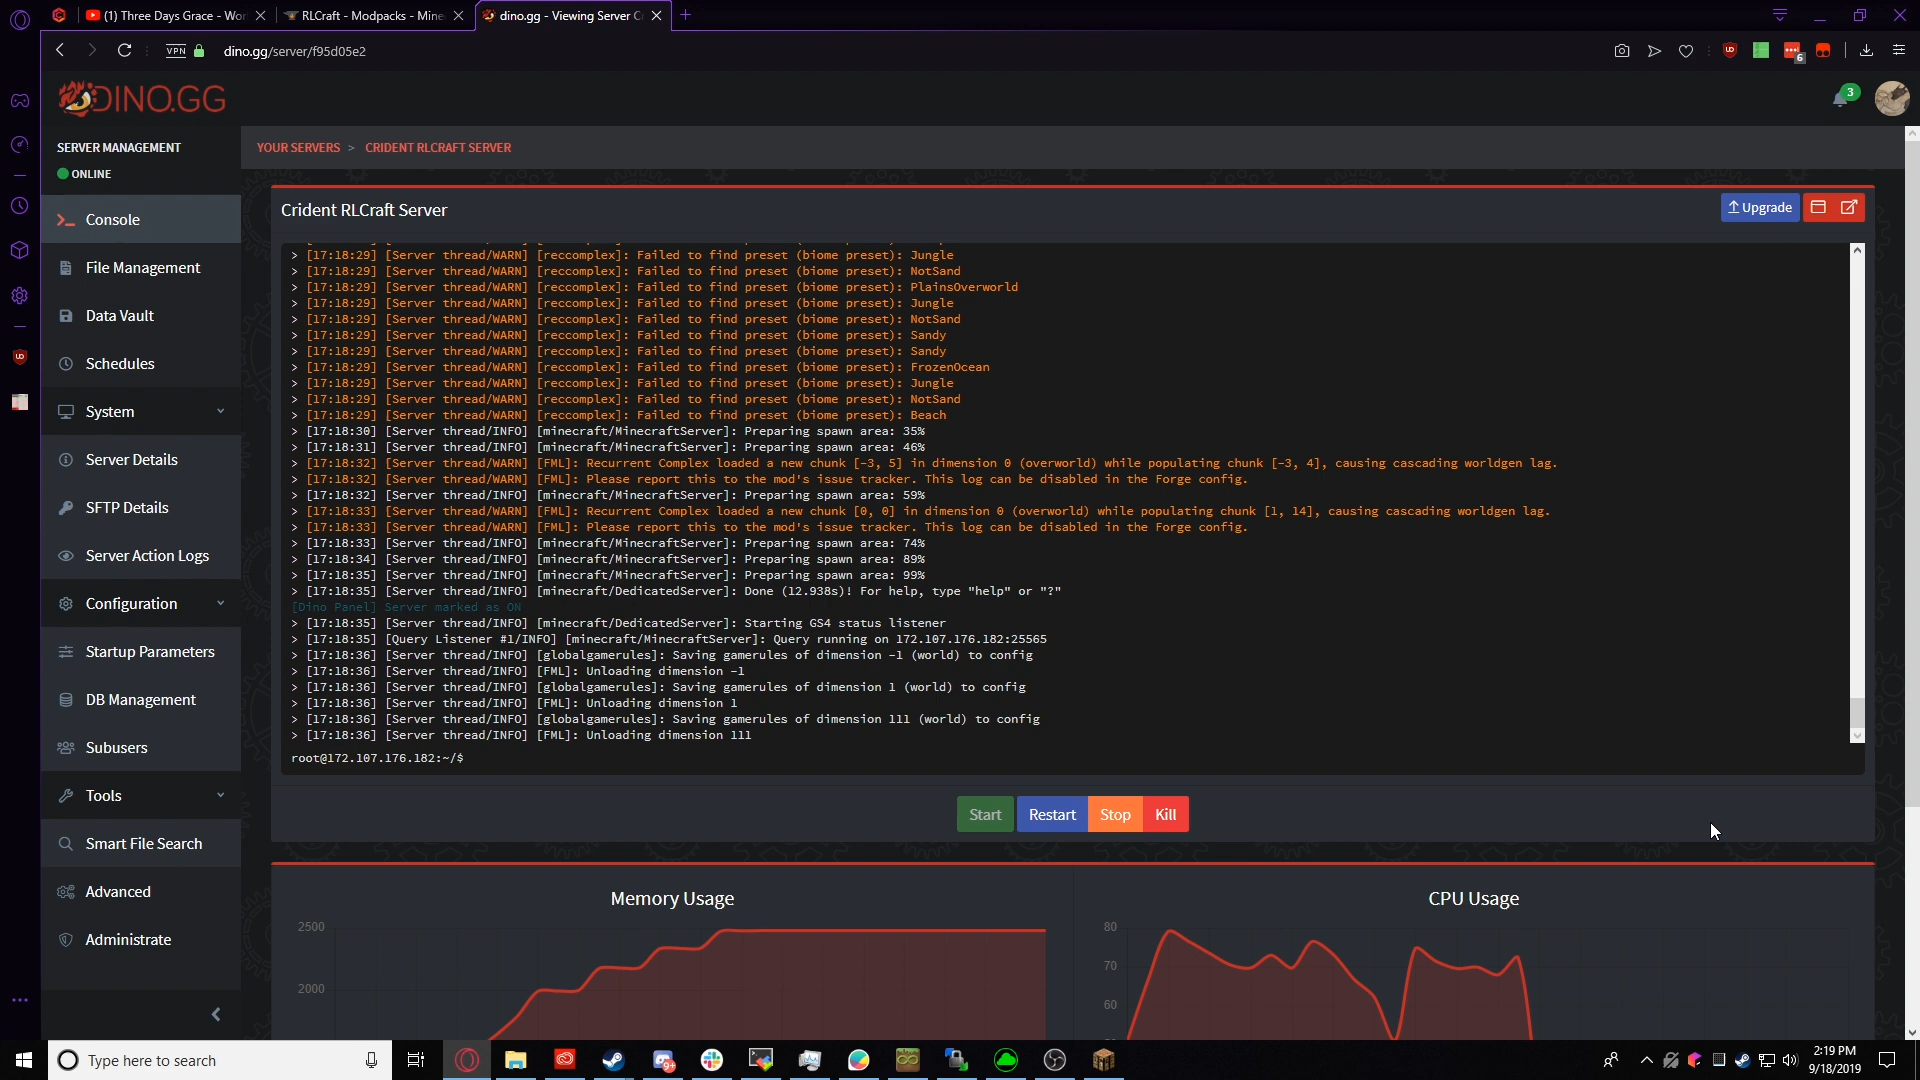 (1) Three Days Grace - Wor
RLCraft - Modpacks - Mine
dino.gg - Viewing Server C
VPN
dino.gg/server/f95d05e2
6
DINO.GG
3
SERVER MANAGEMENT
ONLINE
YOUR SERVERS > CRIDENT RLCRAFT SERVER
Console
File Management
Data Vault
Schedules
System
Server Details
SFTP Details
Server Action Logs
Configuration
Startup Parameters
DB Management
Subusers
Tools
Smart File Search
Advanced
Administrate
Crident RLCraft Server
Upgrade
> [17:18:29] [Server thread/WARN] [reccomplex]: Failed to find preset (biome preset): Jungle
> [17:18:29] [Server thread/WARN] [reccomplex]: Failed to find preset (biome preset): NotSand
> [17:18:29] [Server thread/WARN] [reccomplex]: Failed to find preset (biome preset): PlainsOverworld
> [17:18:29] [Server thread/WARN] [reccomplex]: Failed to find preset (biome preset): Jungle
> [17:18:29] [Server thread/WARN] [reccomplex]: Failed to find preset (biome preset): NotSand
> [17:18:29] [Server thread/WARN] [reccomplex]: Failed to find preset (biome preset): Sandy
> [17:18:29] [Server thread/WARN] [reccomplex]: Failed to find preset (biome preset): Sandy
> [17:18:29] [Server thread/WARN] [reccomplex]: Failed to find preset (biome preset): FrozenOcean
> [17:18:29] [Server thread/WARN] [reccomplex]: Failed to find preset (biome preset): Jungle
> [17:18:29] [Server thread/WARN] [reccomplex]: Failed to find preset (biome preset): NotSand
> [17:18:29] [Server thread/WARN] [reccomplex]: Failed to find preset (biome preset): Beach
> [17:18:30] [Server thread/INFO] [minecraft/MinecraftServer]: Preparing spawn area: 35%
> [17:18:31] [Server thread/INFO] [minecraft/MinecraftServer]: Preparing spawn area: 46%
> [17:18:32] [Server thread/WARN] [FML]: Recurrent Complex loaded a new chunk [-3, 5] in dimension 0 (overworld) while populating chunk [-3, 4], causing cascading worldgen lag.
> [17:18:32] [Server thread/WARN] [FML]: Please report this to the mod's issue tracker. This log can be disabled in the Forge config.
> [17:18:32] [Server thread/INFO] [minecraft/MinecraftServer]: Preparing spawn area: 59%
> [17:18:33] [Server thread/WARN] [FML]: Recurrent Complex loaded a new chunk [0, 0] in dimension 0 (overworld) while populating chunk [1, 14], causing cascading worldgen lag.
> [17:18:33] [Server thread/WARN] [FML]: Please report this to the mod's issue tracker. This log can be disabled in the Forge config.
> [17:18:33] [Server thread/INFO] [minecraft/MinecraftServer]: Preparing spawn area: 74%
> [17:18:34] [Server thread/INFO] [minecraft/MinecraftServer]: Preparing spawn area: 89%
> [17:18:35] [Server thread/INFO] [minecraft/MinecraftServer]: Preparing spawn area: 99%
> [17:18:35] [Server thread/INFO] [minecraft/DedicatedServer]: Done (12.938s)! For help, type "help" or "?"
[Dino Panel] Server marked as ON
> [17:18:35] [Server thread/INFO] [minecraft/DedicatedServer]: Starting GS4 status listener
> [17:18:35] [Query Listener #1/INFO] [minecraft/MinecraftServer]: Query running on 172.107.176.182:25565
> [17:18:36] [Server thread/INFO] [globalgamerules]: Saving gamerules of dimension -1 (world) to config
> [17:18:36] [Server thread/INFO] [FML]: Unloading dimension -1
> [17:18:36] [Server thread/INFO] [globalgamerules]: Saving gamerules of dimension 1 (world) to config
> [17:18:36] [Server thread/INFO] [FML]: Unloading dimension 1
> [17:18:36] [Server thread/INFO] [globalgamerules]: Saving gamerules of dimension 111 (world) to config
> [17:18:36] [Server thread/INFO] [FML]: Unloading dimension 111
root@172.107.176.182:~/$
Start
Restart
Stop
Kill
Memory Usage
2500
2000
CPU Usage
80
70
60
Type here to search
9+
2:19 PM
9/18/2019